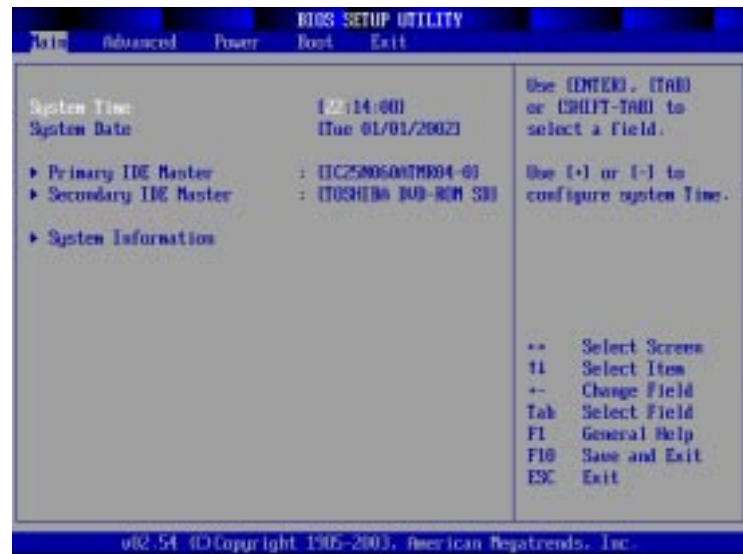 BIOS SETUP UTILITY
Main Advanced Power Boot Exit
System Time [22:14:00]
System Date [Tue 01/01/2002]
▶ Primary IDE Master : [IC25N060ATMR04-0]
▶ Secondary IDE Master : [TOSHIBA DVD-ROM SD]
▶ System Information
Use [ENTER], [TAB]
or [SHIFT-TAB] to
select a field.
Use [+] or [-] to
configure system Time.
↔ Select Screen
↑↓ Select Item
+- Change Field
Tab Select Field
F1 General Help
F10 Save and Exit
ESC Exit
v02.54 (C)Copyright 1985-2003, American Megatrends, Inc.